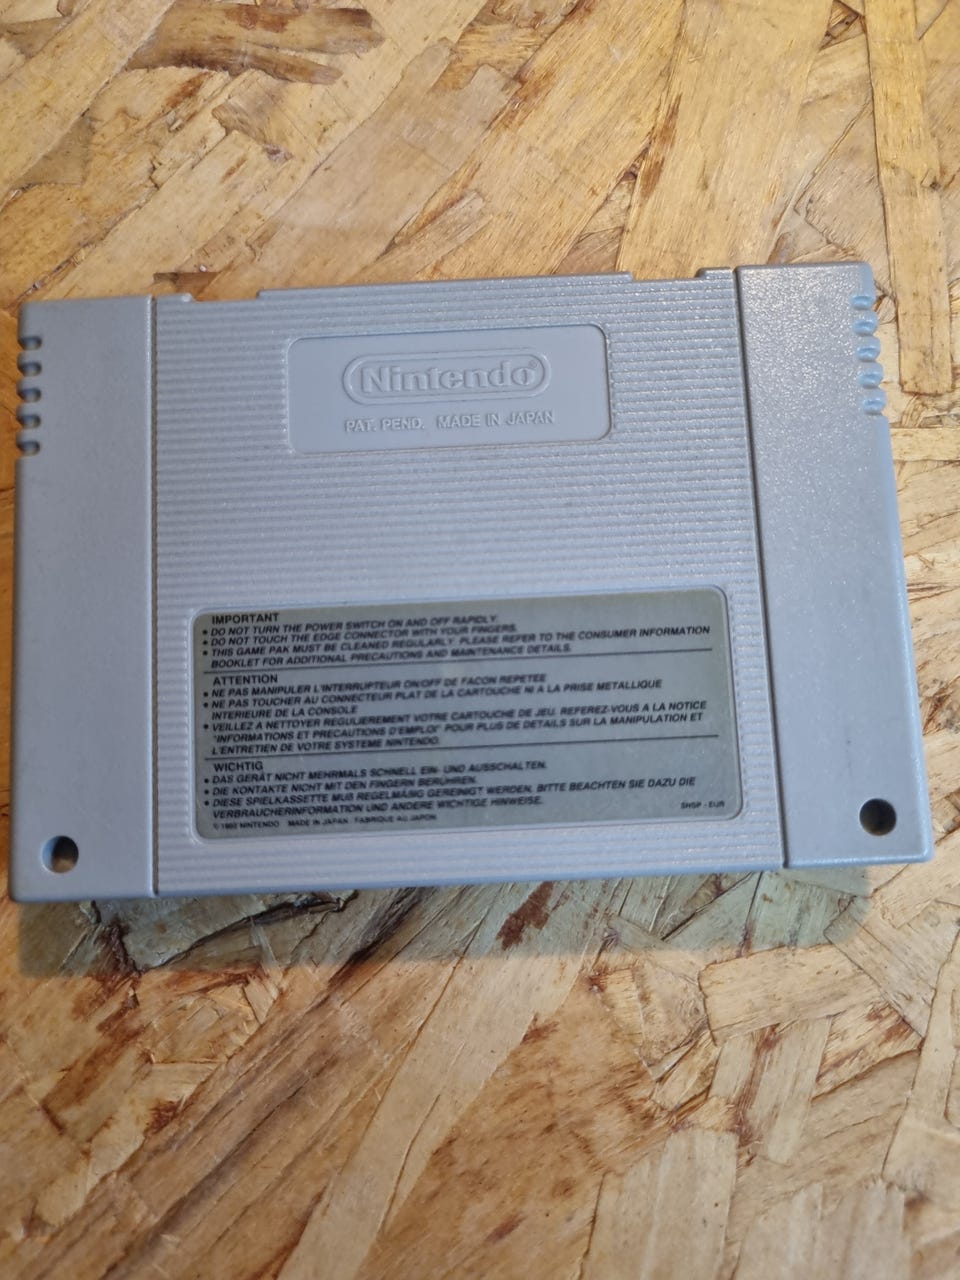 Nintendo®
PAT. PEND. MADE IN JAPAN
IMPORTANT
• DO NOT TURN THE POWER SWITCH ON AND OFF RAPIDLY.
• DO NOT TOUCH THE EDGE CONNECTOR WITH YOUR FINGERS.
• THIS GAME PAK MUST BE CLEANED REGULARLY. PLEASE REFER TO THE CONSUMER INFORMATION
BOOKLET FOR ADDITIONAL PRECAUTIONS AND MAINTENANCE DETAILS.
ATTENTION
• NE PAS MANIPULER L'INTERRUPTEUR ON/OFF DE FACON REPETEE
• NE PAS TOUCHER AU CONNECTEUR PLAT DE LA CARTOUCHE NI A LA PRISE METALLIQUE
INTERIEURE DE LA CONSOLE
• VEILLEZ A NETTOYER REGULIEREMENT VOTRE CARTOUCHE DE JEU. REFEREZ-VOUS A LA NOTICE
"INFORMATIONS ET PRECAUTIONS D'EMPLOI" POUR PLUS DE DETAILS SUR LA MANIPULATION ET
L'ENTRETIEN DE VOTRE SYSTEME NINTENDO.
WICHTIG
• DAS GERÄT NICHT MEHRMALS SCHNELL EIN- UND AUSSCHALTEN.
• DIE KONTAKTE NICHT MIT DEN FINGERN BERÜHREN.
• DIESE SPIELKASSETTE MUß REGELMÄßIG GEREINIGT WERDEN. BITTE BEACHTEN SIE DAZU DIE
VERBRAUCHERINFORMATION UND ANDERE WICHTIGE HINWEISE.
© 1992 NINTENDO MADE IN JAPAN FABRIQUE AU JAPON
SHSP - EUR